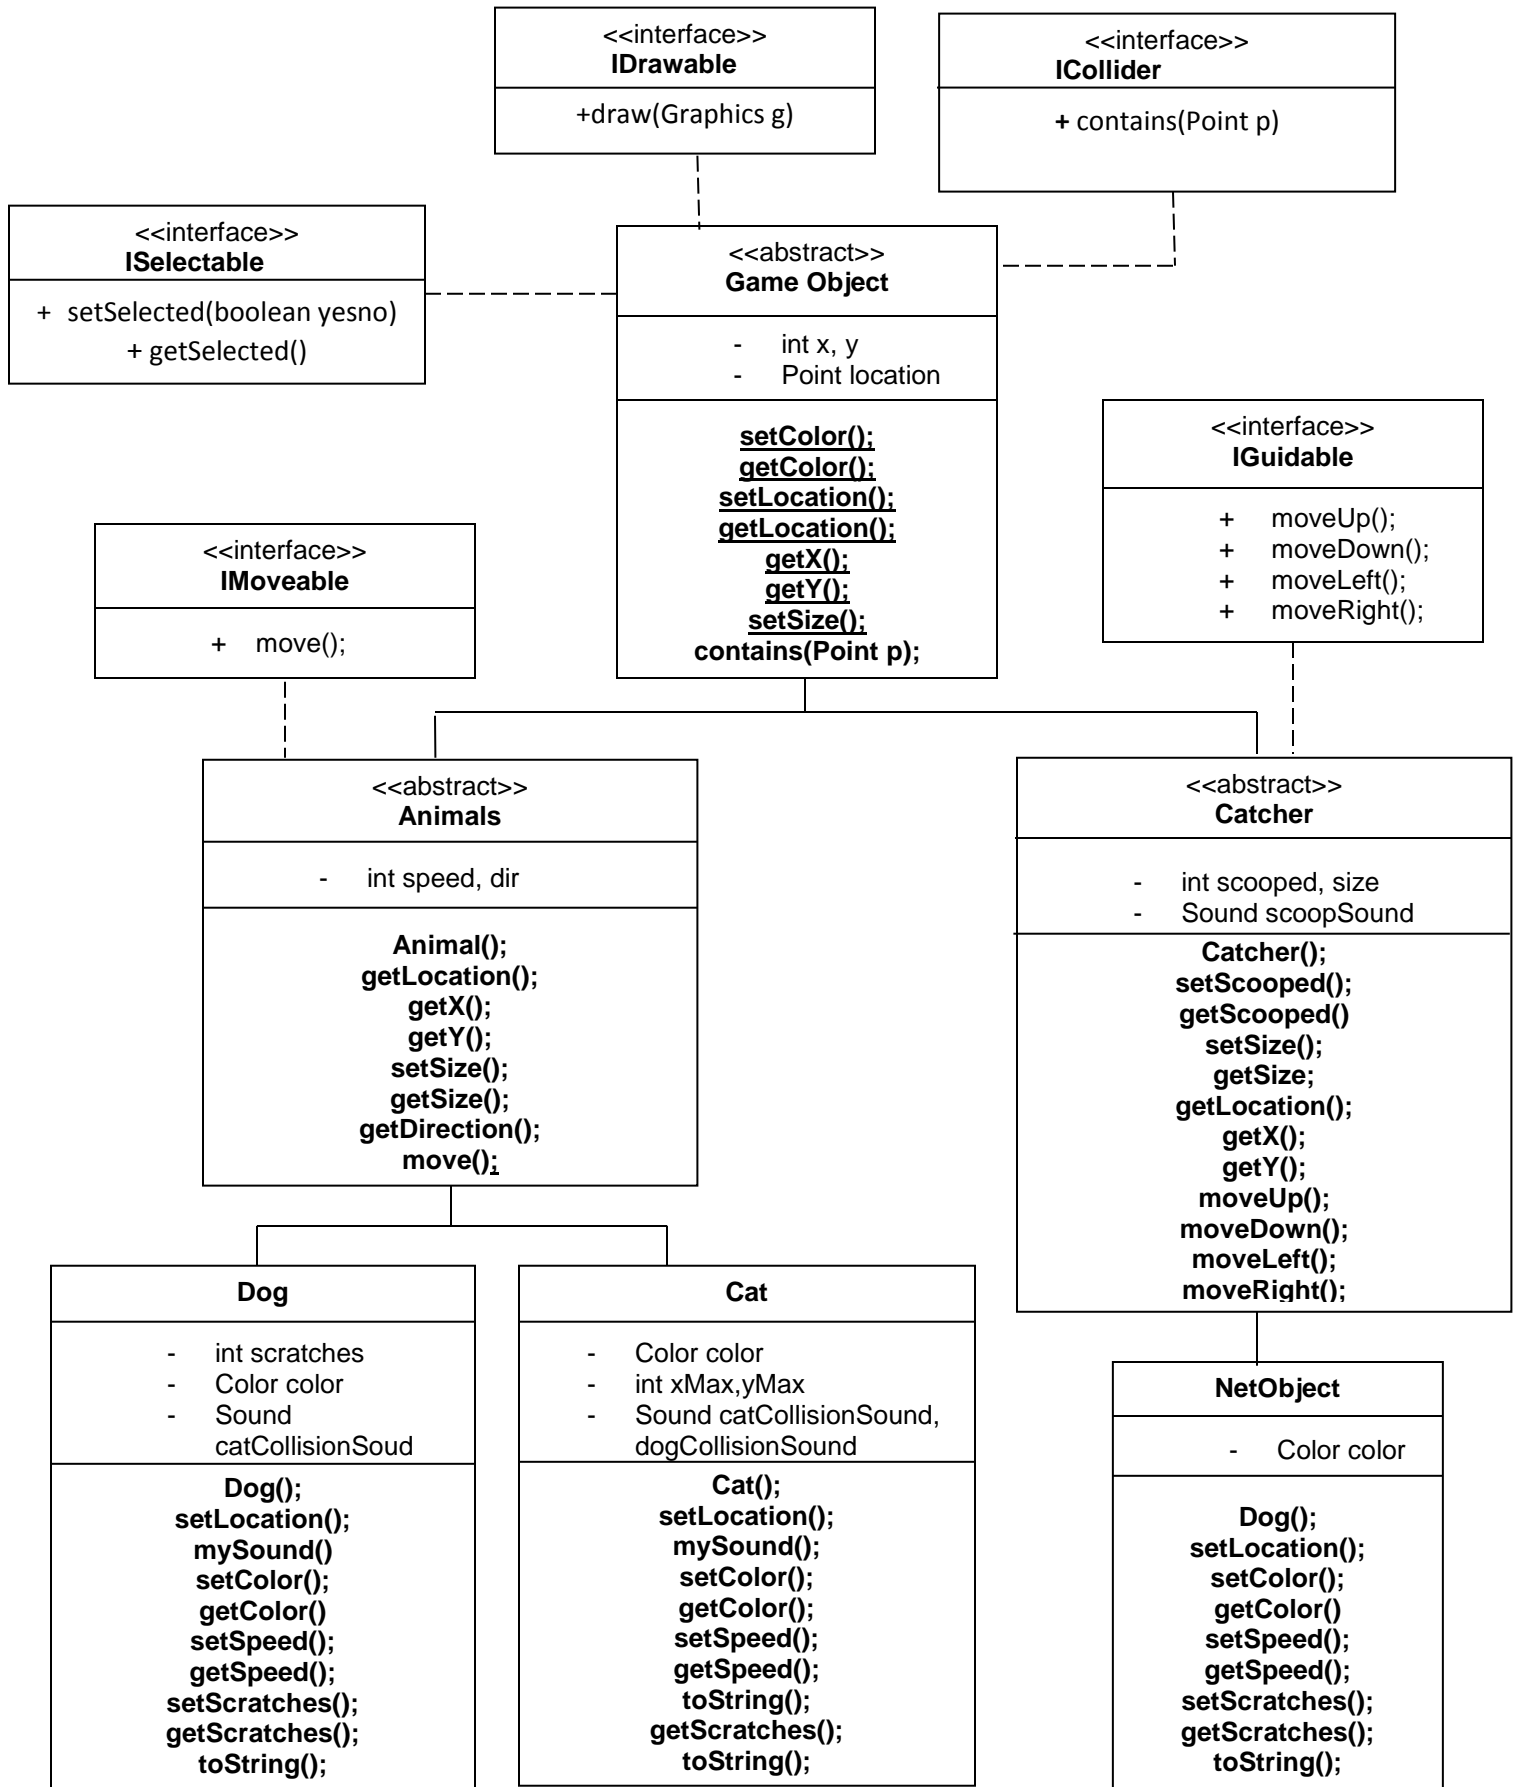 <<interface>>
IDrawable
+draw(Graphics g)
<<interface>>
ICollider
+ contains(Point p)
<<interface>>
ISelectable
+ setSelected(boolean yesno)
+ getSelected()
<<abstract>>
Game Object
- int x, y
- Point location
setColor();
getColor();
setLocation();
getLocation();
getX();
getY();
setSize();
contains(Point p);
<<interface>>
IGuidable
+ moveUp();
+ moveDown();
+ moveLeft();
+ moveRight();
<<interface>>
IMoveable
+ move();
<<abstract>>
Animals
- int speed, dir
Animal();
getLocation();
getX();
getY();
setSize();
getSize();
getDirection();
move();
<<abstract>>
Catcher
- int scooped, size
- Sound scoopSound
Catcher();
setScooped();
getScooped()
setSize();
getSize;
getLocation();
getX();
getY();
moveUp();
moveDown();
moveLeft();
moveRight();
Dog
- int scratches
- Color color
- Sound
catCollisionSoud
Dog();
setLocation();
mySound()
setColor();
getColor()
setSpeed();
getSpeed();
setScratches();
getScratches();
toString();
Cat
- Color color
- int xMax,yMax
- Sound catCollisionSound,
dogCollisionSound
Cat();
setLocation();
mySound();
setColor();
getColor();
setSpeed();
getSpeed();
toString();
getScratches();
toString();
NetObject
- Color color
Dog();
setLocation();
setColor();
getColor()
setSpeed();
getSpeed();
setScratches();
getScratches();
toString();